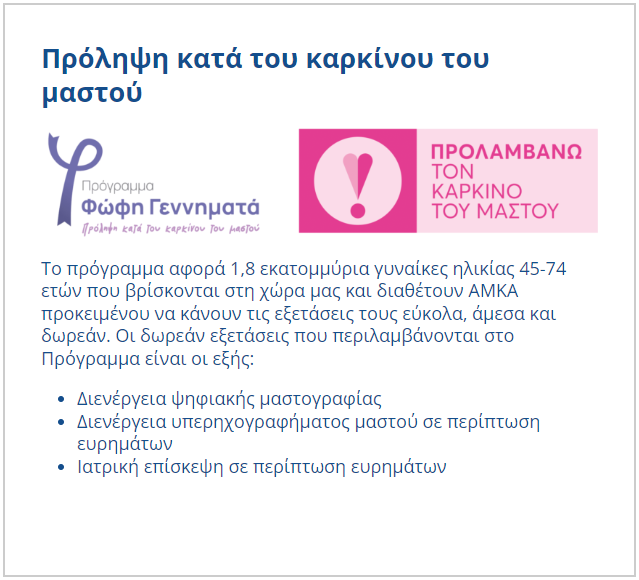 Πρόληψη κατά του καρκίνου του
μαστού
Πρόγραμμα
Φώφη Γεννηματά
Πρόληψη κατά του καρκίνου του μαστού
ΠΡΟΛΑΜΒΑΝΩ
ΤΟΝ
ΚΑΡΚΙΝΟ
ΤΟΥ ΜΑΣΤΟΥ
Το πρόγραμμα αφορά 1,8 εκατομμύρια γυναίκες ηλικίας 45-74
ετών που βρίσκονται στη χώρα μας και διαθέτουν ΑΜΚΑ
προκειμένου να κάνουν τις εξετάσεις τους εύκολα, άμεσα και
δωρεάν. Οι δωρεάν εξετάσεις που περιλαμβάνονται στο
Πρόγραμμα είναι οι εξής:
• Διενέργεια ψηφιακής μαστογραφίας
• Διενέργεια υπερηχογραφήματος μαστού σε περίπτωση
ευρημάτων
• Ιατρική επίσκεψη σε περίπτωση ευρημάτων